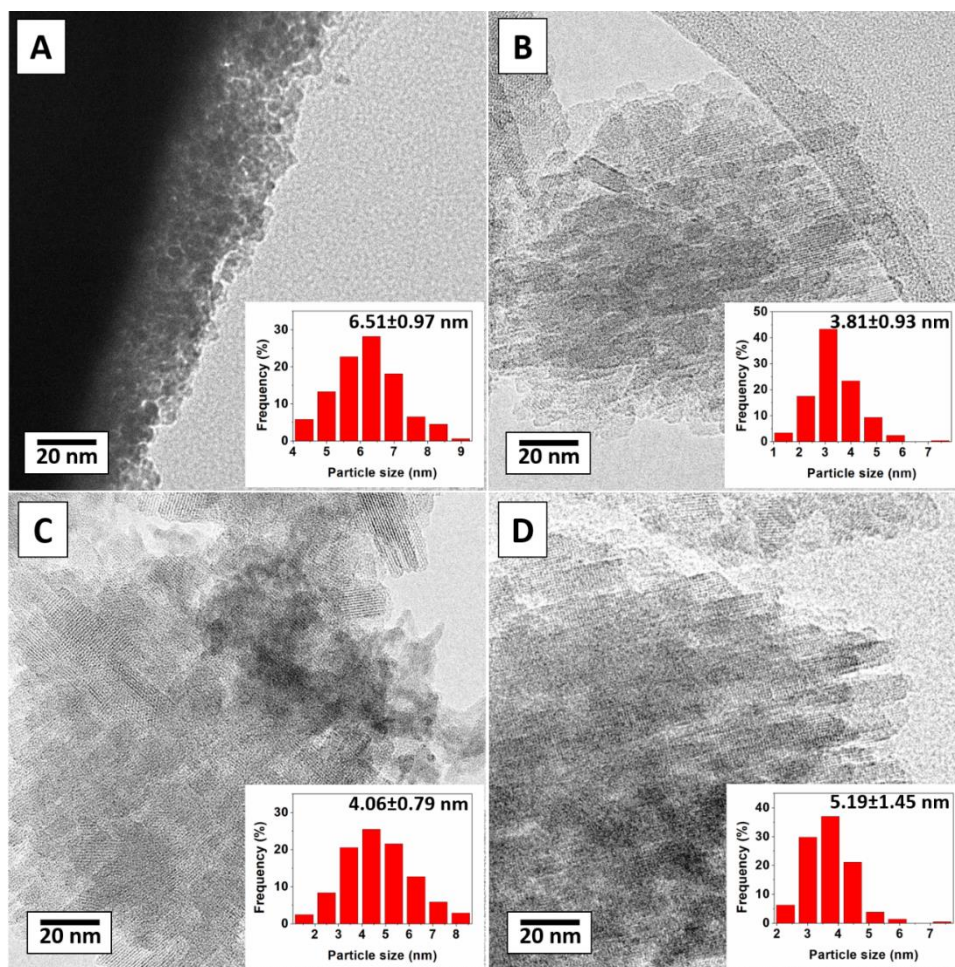 A
6.51±0.97 nm
Frequency (%)
30
20
10
0
4 5 6 7 8 9
Particle size (nm)
20 nm
B
3.81±0.93 nm
Frequency (%)
50
40
30
20
10
0
1 2 3 4 5 6 7
Particle size (nm)
20 nm
C
4.06±0.79 nm
Frequency (%)
30
20
10
0
2 3 4 5 6 7 8
Particle size (nm)
20 nm
D
5.19±1.45 nm
Frequency (%)
40
30
20
10
0
2 3 4 5 6 7
Particle size (nm)
20 nm